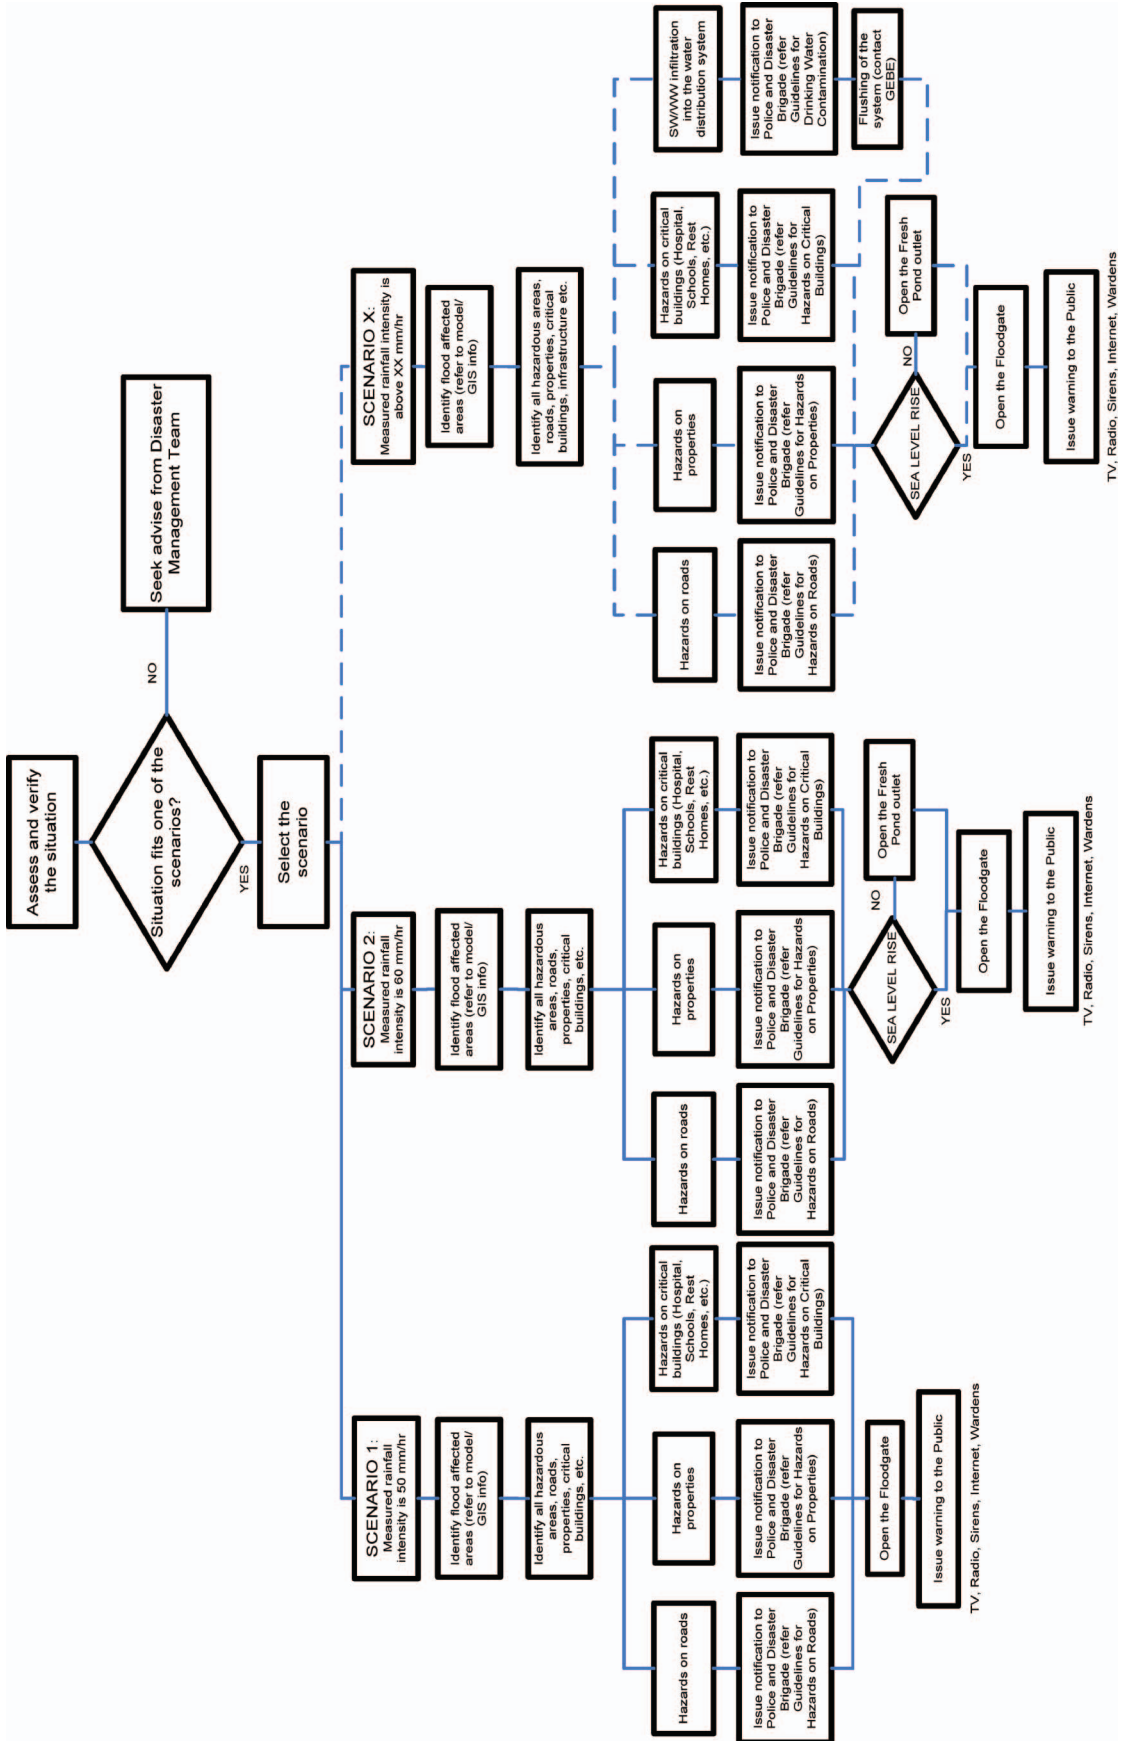 Assess and verify
the situation
Situation fits one of the
scenarios?
NO
Seek advise from Disaster
Management Team
YES
Select the
scenario
SCENARIO 1:
Measured rainfall
intensity is 50 mm/hr
Identify flood affected
areas (refer to model/
GIS info)
Identify all hazardous
areas, roads,
properties, critical
buildings, etc.
Hazards on roads
Issue notification to
Police and Disaster
Brigade (refer
Guidelines for
Hazards on Roads)
Hazards on
properties
Issue notification to
Police and Disaster
Brigade (refer
Guidelines for Hazards
on Properties)
Hazards on critical
buildings (Hospital,
Schools, Rest
Homes, etc.)
Issue notification to
Police and Disaster
Brigade (refer
Guidelines for
Hazards on Critical
Buildings)
Open the Floodgate
Issue warning to the Public
TV, Radio, Sirens, Internet, Wardens
SCENARIO 2:
Measured rainfall
intensity is 60 mm/hr
Identify flood affected
areas (refer to model/
GIS info)
Identify all hazardous
areas, roads,
properties, critical
buildings, etc.
Hazards on roads
Issue notification to
Police and Disaster
Brigade (refer
Guidelines for
Hazards on Roads)
Hazards on
properties
Issue notification to
Police and Disaster
Brigade (refer
Guidelines for Hazards
on Properties)
Hazards on critical
buildings (Hospital,
Schools, Rest
Homes, etc.)
Issue notification to
Police and Disaster
Brigade (refer
Guidelines for
Hazards on Critical
Buildings)
SEA LEVEL RISE
NO
Open the Fresh
Pond outlet
YES
Open the Floodgate
Issue warning to the Public
TV, Radio, Sirens, Internet, Wardens
SCENARIO X:
Measured rainfall intensity is
above XX mm/hr
Identify flood affected
areas (refer to model/
GIS info)
Identify all hazardous areas,
roads, properties, critical
buildings, infrastructure etc.
Hazards on roads
Issue notification to
Police and Disaster
Brigade (refer
Guidelines for
Hazards on Roads)
Hazards on
properties
Issue notification to
Police and Disaster
Brigade (refer
Guidelines for Hazards
on Properties)
Hazards on critical
buildings (Hospital,
Schools, Rest
Homes, etc.)
Issue notification to
Police and Disaster
Brigade (refer
Guidelines for
Hazards on Critical
Buildings)
SW/WW infiltration
into the water
distribution system
Issue notification to
Police and Disaster
Brigade (refer
Guidelines for
Drinking Water
Contamination)
Flushing of the
system (contact
GEBE)
SEA LEVEL RISE
NO
Open the Fresh
Pond outlet
YES
Open the Floodgate
Issue warning to the Public
TV, Radio, Sirens, Internet, Wardens